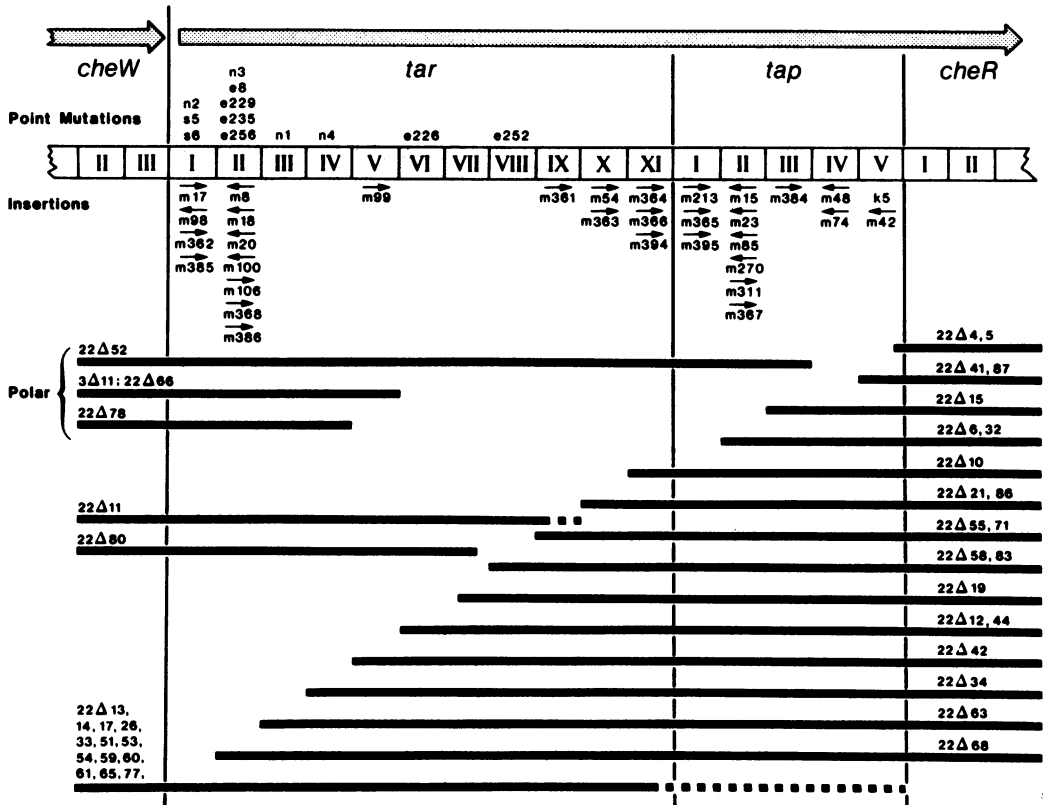 cheW tar tap cheR
n3
e8
n2 e229
Point Mutations s5 e235
s6 e256 n1 n4 e226 e252
II III I II III IV V VI VII VIII IX X XI I II III IV V I II
Insertions m17 m8 m99 m361 m54 m364 m213 m15 m384 m48 k5
m98 m18 m363 m366 m365 m23 m74 m42
m362 m20 m394 m395 m85
m385 m100 m270
m106 m311
m368 m367
m386
22Δ52 22Δ4, 5
Polar 3Δ11: 22Δ66 22Δ41, 87
22Δ78 22Δ15
22Δ6, 32
22Δ10
22Δ11 22Δ21, 86
22Δ80 22Δ55, 71
22Δ58, 83
22Δ19
22Δ12, 44
22Δ42
22Δ34
22Δ13, 22Δ63
14, 17, 26,
33, 51, 53, 22Δ68
54, 59, 60,
61, 65, 77,